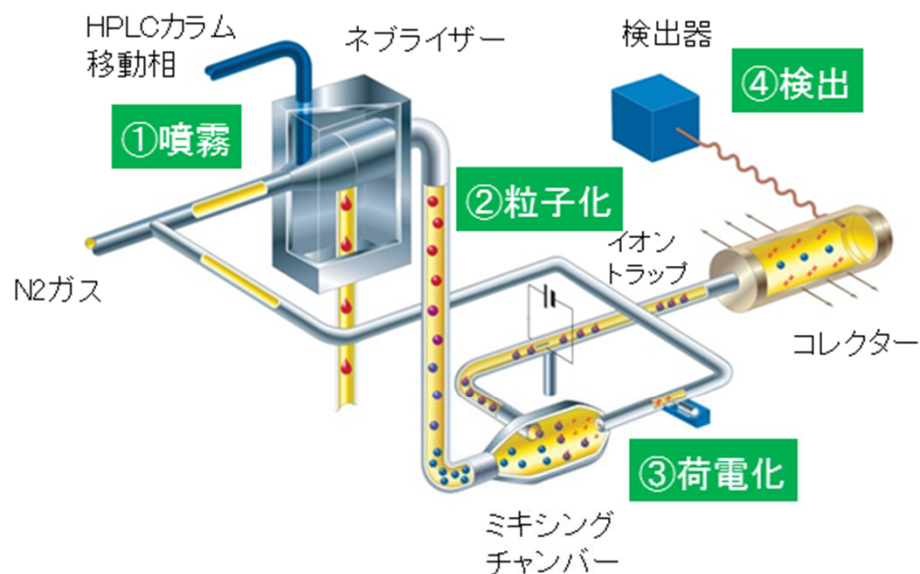 HPLCカラム
移動相
ネブライザー
検出器
④検出
①噴霧
②粒子化
イオン
トラップ
N2ガス
コレクター
③荷電化
ミキシング
チャンバー